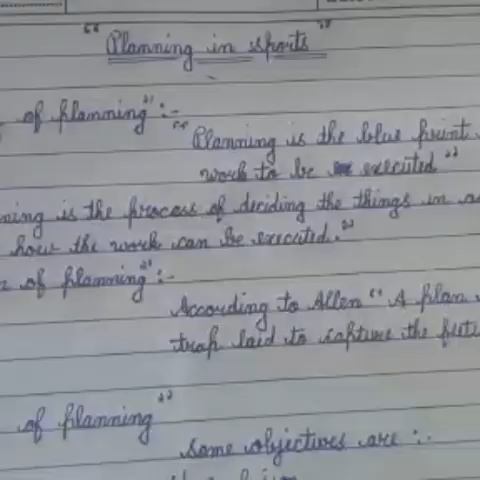 "Planning in sports"
of planning" :-
"Planning is the blue print
work to be executed"
ning is the process of deciding the things in
how the work can be executed."
of planning" :-
According to Allen "A plan
trap laid to capture the
of planning"
some objectives are :-